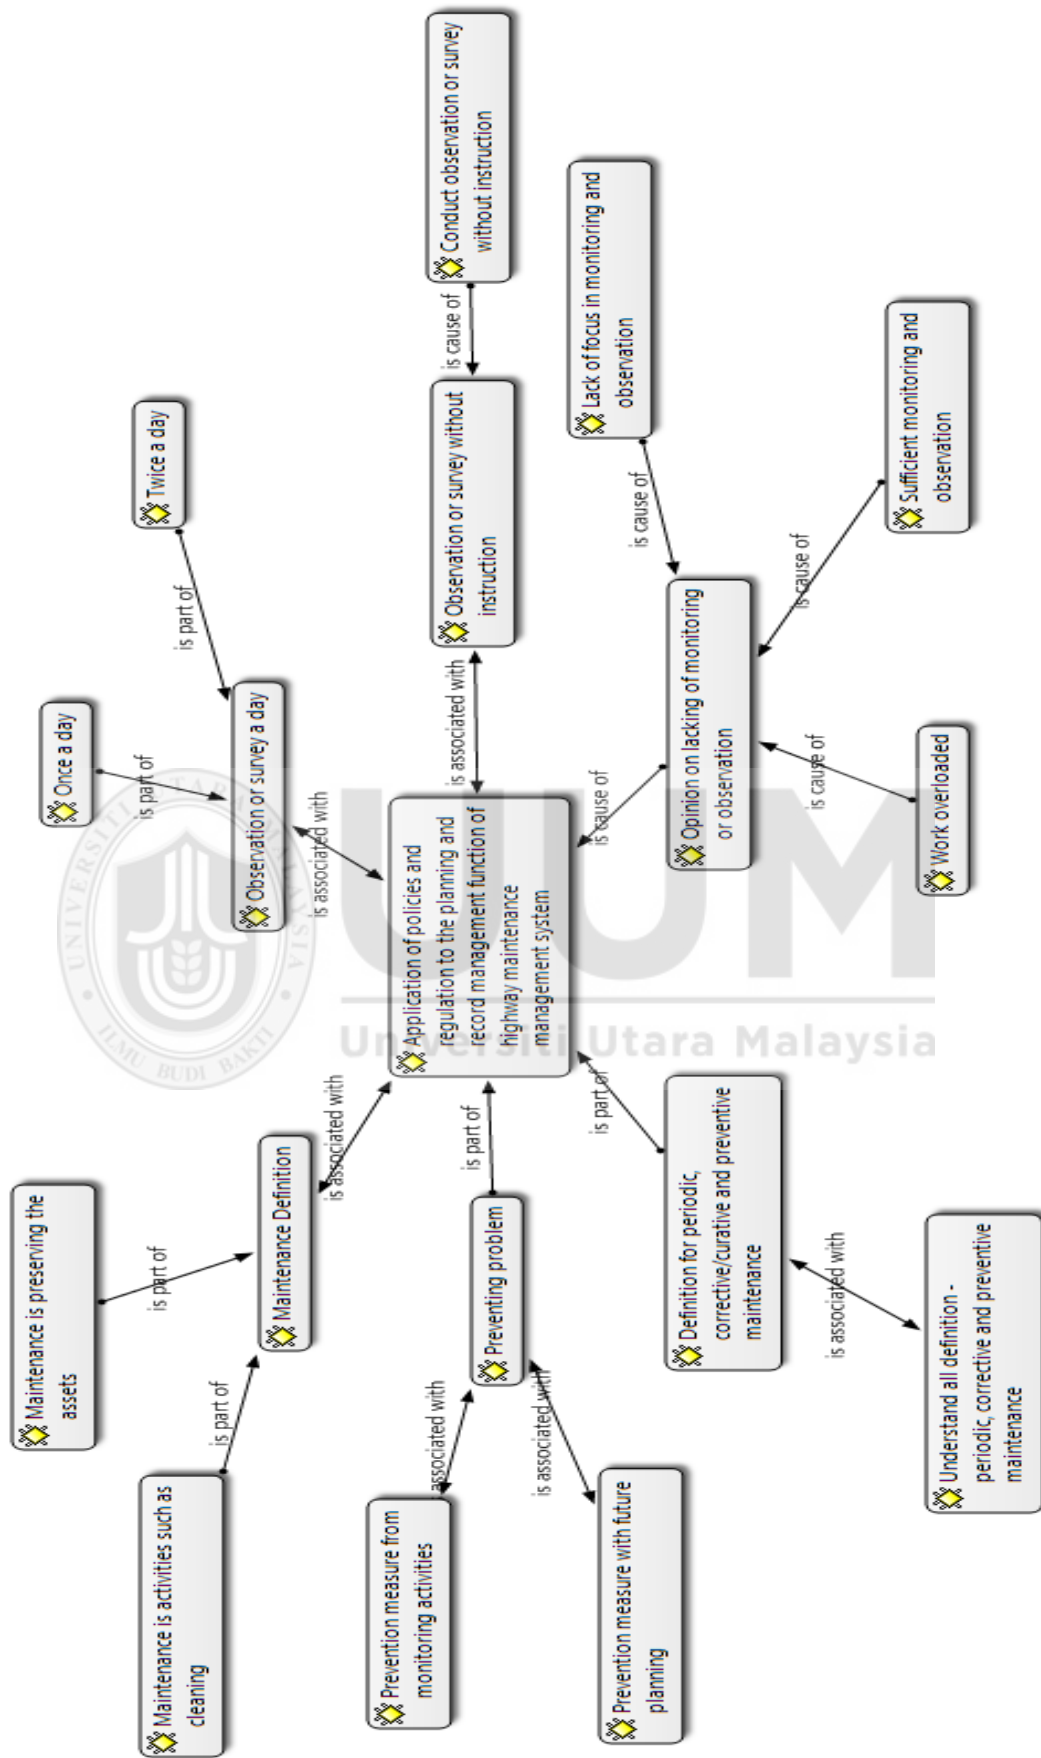 Maintenance is preserving the
assets
Maintenance is activities such as
cleaning
is part of
is part of
Maintenance Definition
is associated with
Once a day
Twice a day
is part of
is part of
Observation or survey a day
is associated with
Application of policies and
regulation to the planning and
record management function of
highway maintenance
management system
is associated with
Observation or survey without
instruction
is cause of
Conduct observation or survey
without instruction
Prevention measure from
monitoring activities
associated with
Preventing problem
is part of
is associated with
Prevention measure with future
planning
Definition for periodic,
corrective/curative and preventive
maintenance
is part of
is associated with
Understand all definition -
periodic, corrective and preventive
maintenance
is cause of
Opinion on lacking of monitoring
or observation
is cause of
Lack of focus in monitoring and
observation
is cause of
Sufficient monitoring and
observation
is cause of
Work overloaded
UNIVERSITI UTARA MALAYSIA
ILMU BUDI BAKTI
UUM
Universiti Utara Malaysia